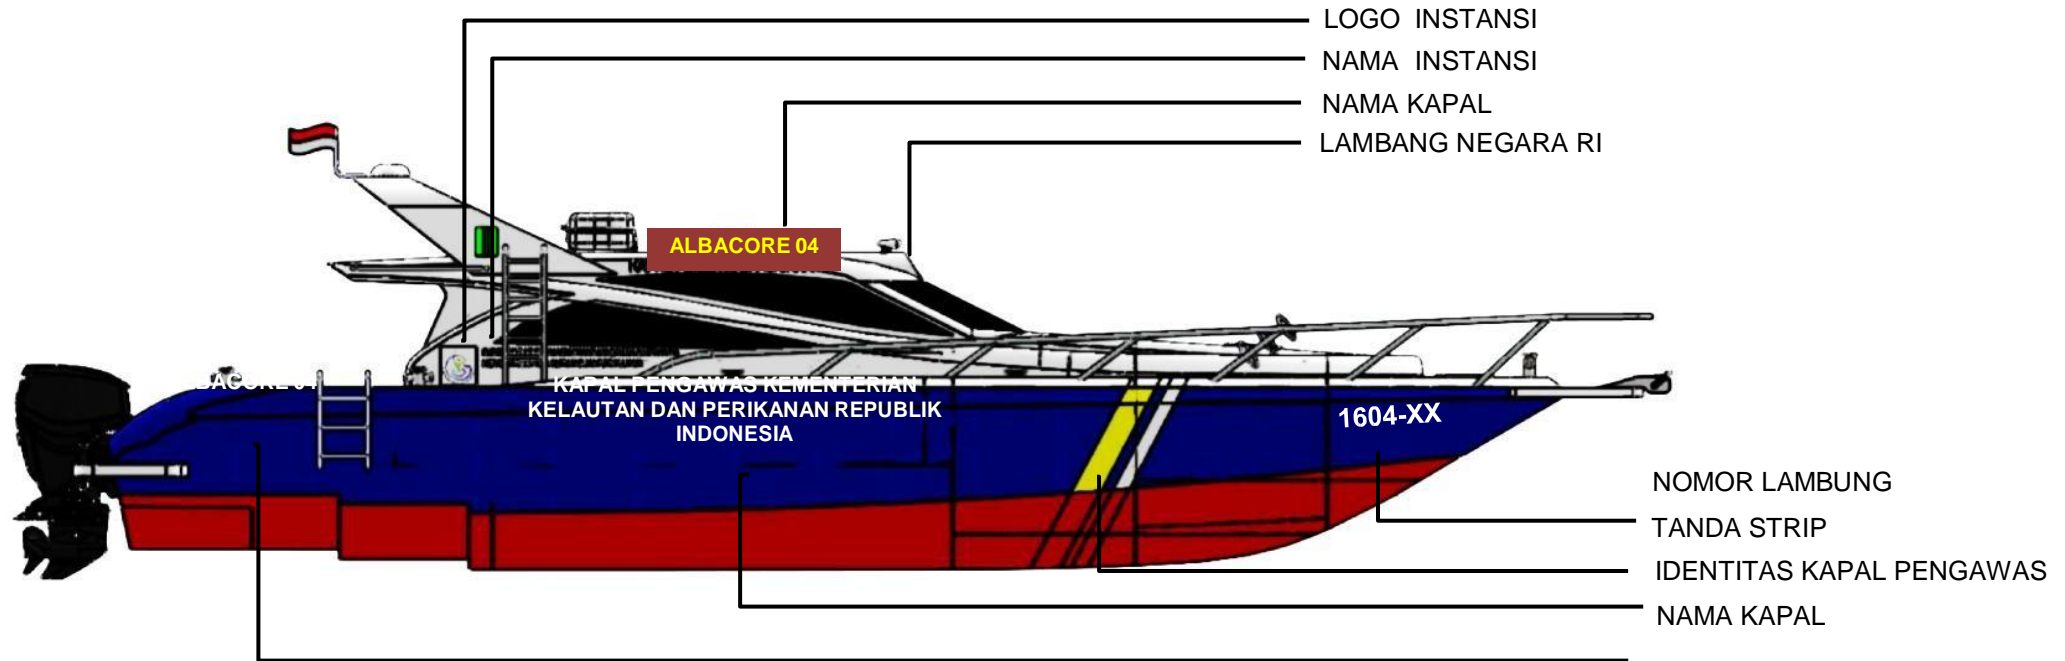 LOGO INSTANSI
NAMA INSTANSI
NAMA KAPAL
LAMBANG NEGARA RI
ALBACORE 04
KAPAL PENGAWAS KEMENTERIAN
KELAUTAN DAN PERIKANAN REPUBLIK
INDONESIA
1604-XX
NOMOR LAMBUNG
TANDA STRIP
IDENTITAS KAPAL PENGAWAS
NAMA KAPAL